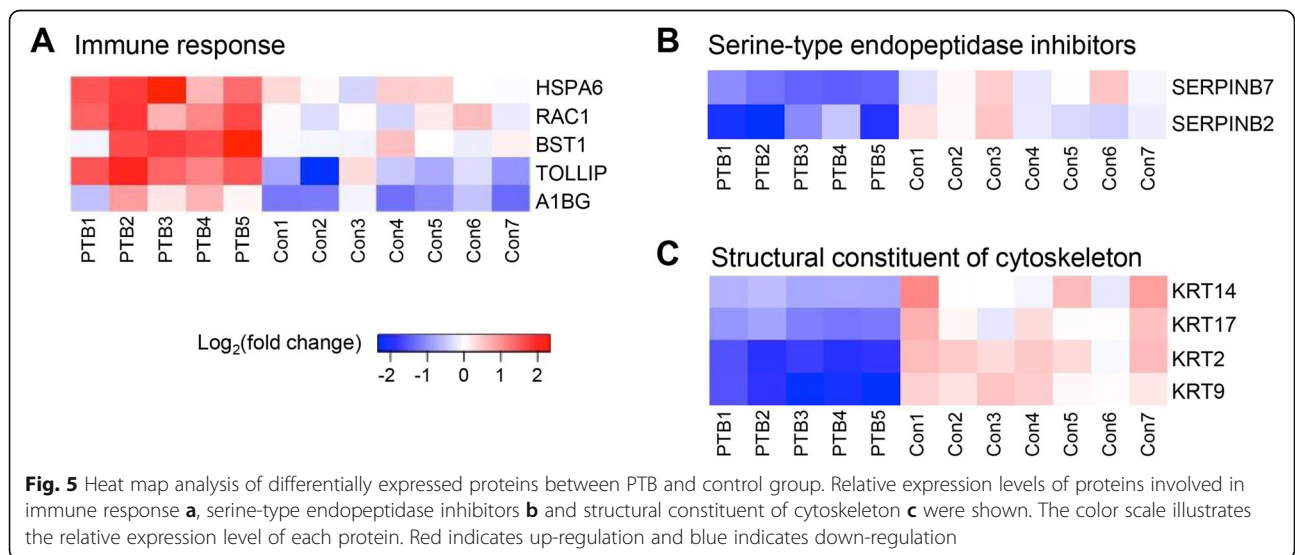 A Immune response
HSPA6
RAC1
BST1
TOLLIP
A1BG
PTB1 PTB2 PTB3 PTB4 PTB5 Con1 Con2 Con3 Con4 Con5 Con6 Con7
Log2(fold change)
-2 -1 0 1 2
B Serine-type endopeptidase inhibitors
SERPINB7
SERPINB2
PTB1 PTB2 PTB3 PTB4 PTB5 Con1 Con2 Con3 Con4 Con5 Con6 Con7
C Structural constituent of cytoskeleton
KRT14
KRT17
KRT2
KRT9
PTB1 PTB2 PTB3 PTB4 PTB5 Con1 Con2 Con3 Con4 Con5 Con6 Con7
Fig. 5 Heat map analysis of differentially expressed proteins between PTB and control group. Relative expression levels of proteins involved in
immune response a, serine-type endopeptidase inhibitors b and structural constituent of cytoskeleton c were shown. The color scale illustrates
the relative expression level of each protein. Red indicates up-regulation and blue indicates down-regulation